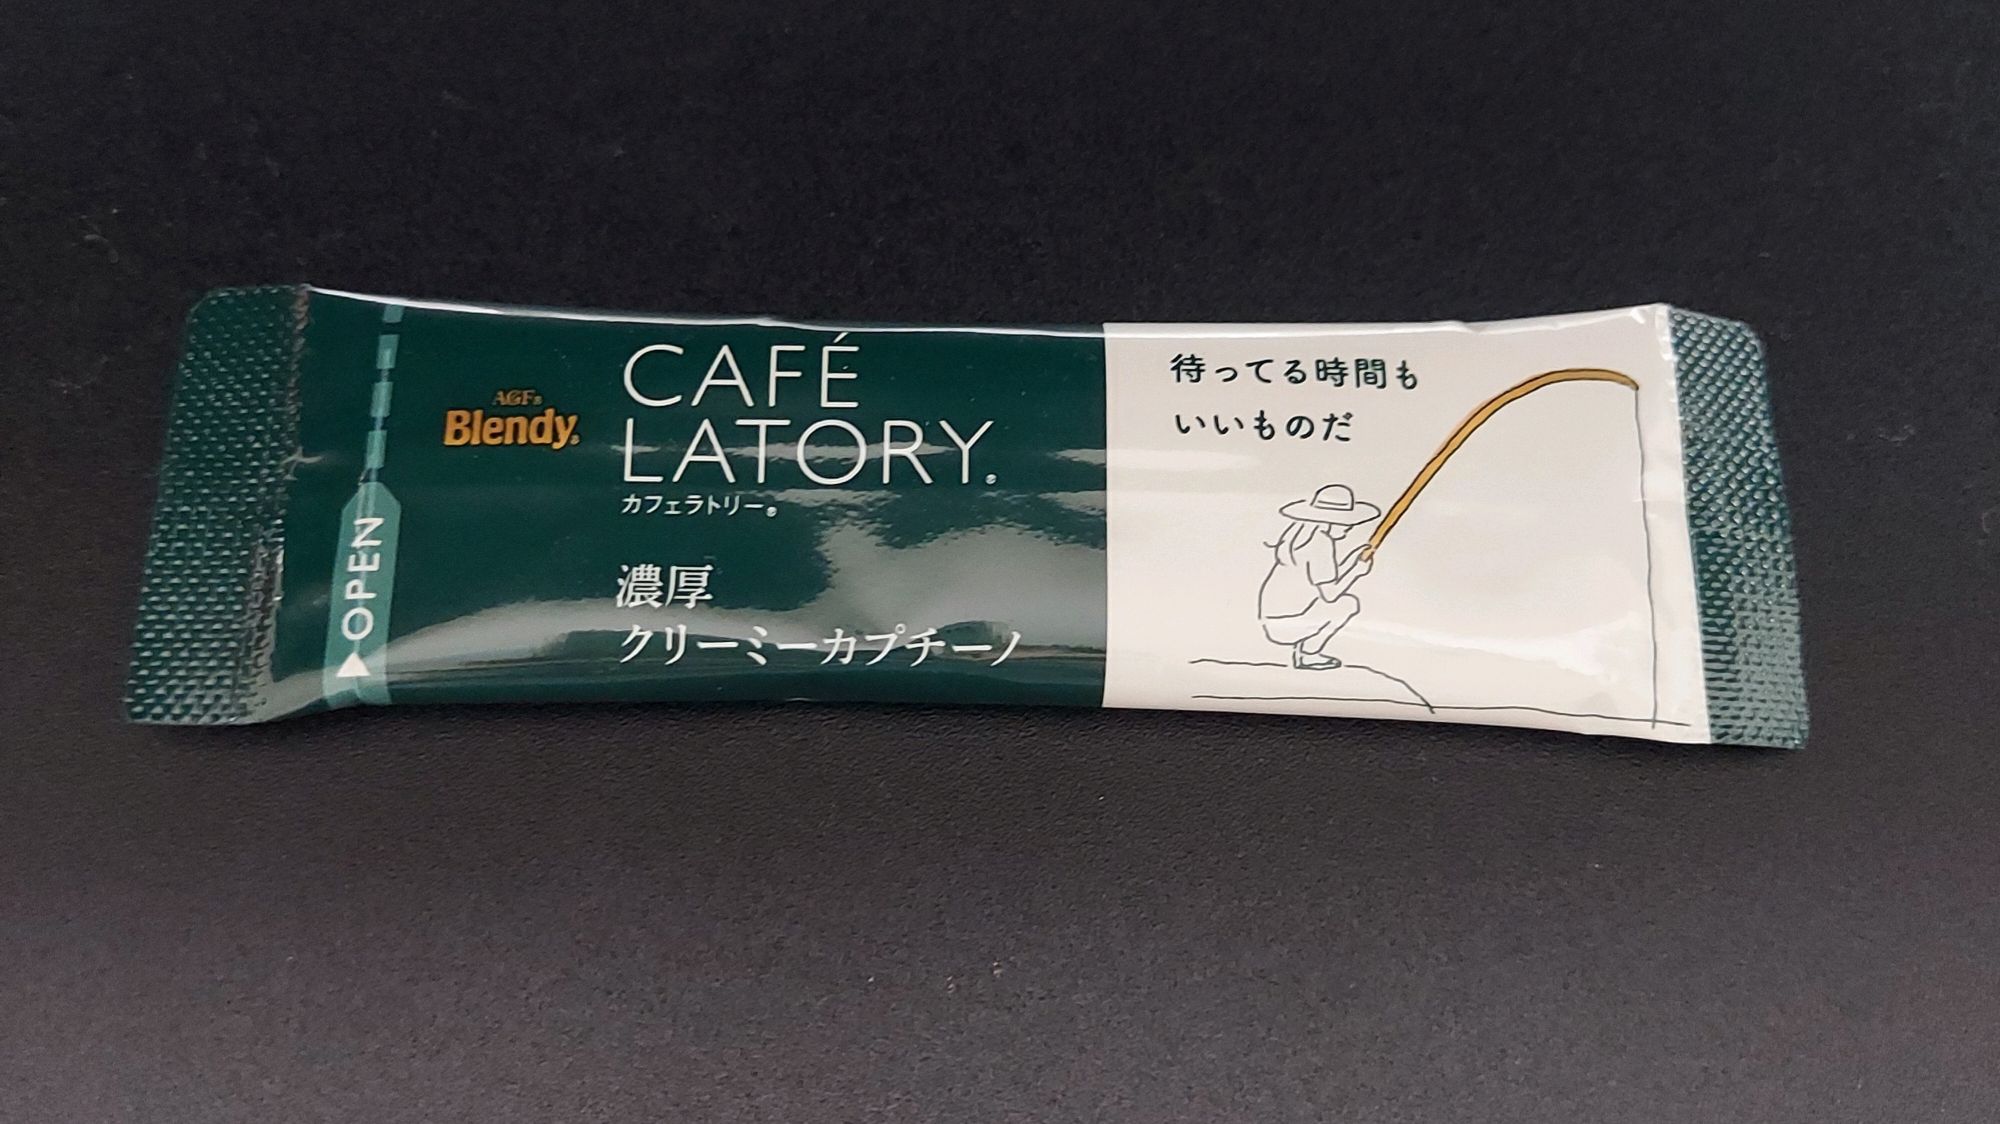 OPEN
AGF®
Blendy®
CAFÉ
LATORY®
カフェラトリー®
濃厚
クリーミーカプチーノ
待ってる時間も
いいものだ